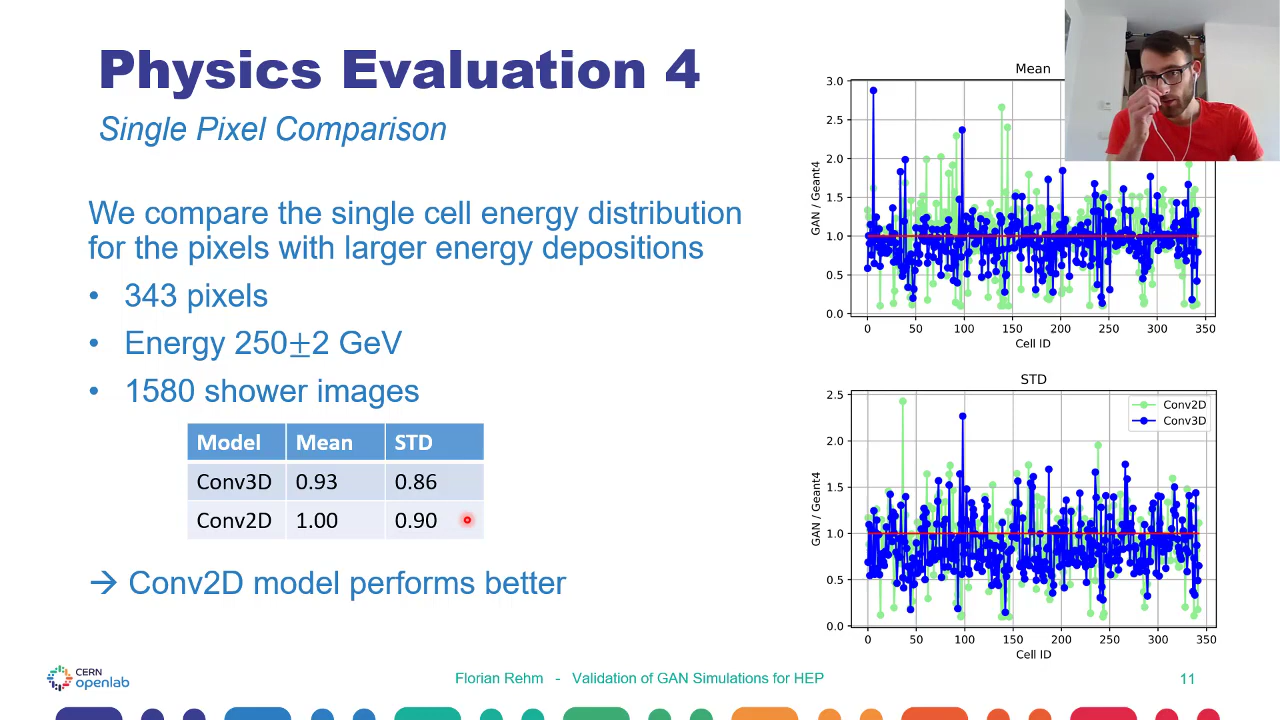 Physics Evaluation 4
Single Pixel Comparison
We compare the single cell energy distribution
for the pixels with larger energy depositions
• 343 pixels
• Energy 250±2 GeV
• 1580 shower images
Model Mean STD
Conv3D 0.93 0.86
Conv2D 1.00 0.90
→ Conv2D model performs better
Mean
3.0
2.5
2.0
1.5
1.0
0.5
0.0
GAN / Geant4
0 50 100 150 200 250 300 350
Cell ID
STD
2.5
2.0
1.5
1.0
0.5
0.0
GAN / Geant4
Conv2D
Conv3D
0 50 100 150 200 250 300 350
Cell ID
CERN
openlab
Florian Rehm - Validation of GAN Simulations for HEP
11